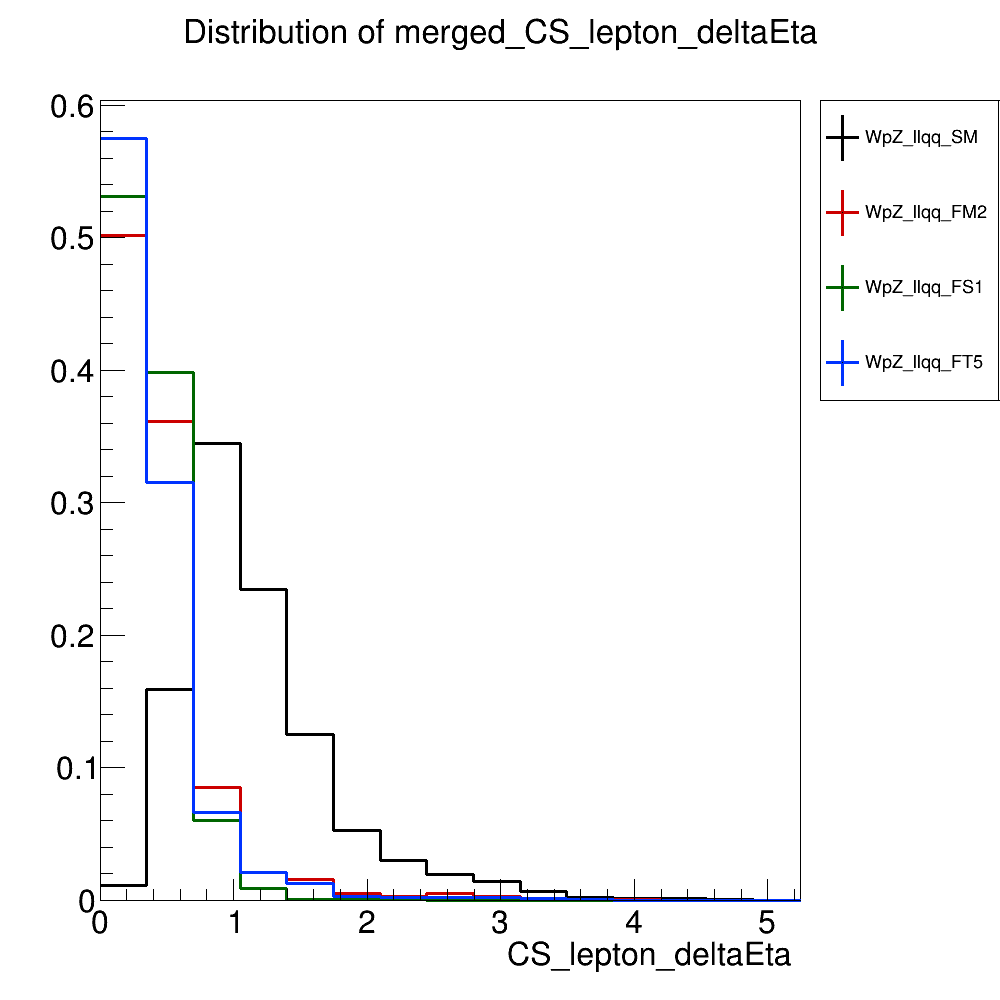 Distribution of merged_CS_lepton_deltaEta
0.6
0.5
0.4
0.3
0.2
0.1
0
0 1 2 3 4 5
CS_lepton_deltaEta
WpZ_llqq_SM
WpZ_llqq_FM2
WpZ_llqq_FS1
WpZ_llqq_FT5